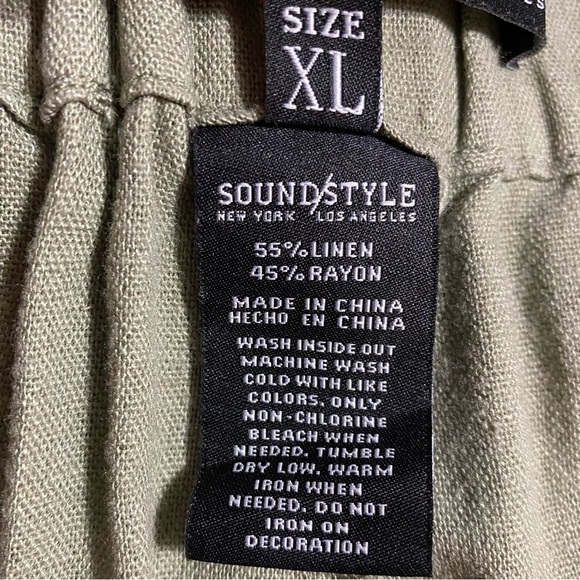 SIZE
XL
SOUND/STYLE
NEW YORK LOS ANGELES
55% LINEN
45% RAYON
MADE IN CHINA
HECHO EN CHINA
WASH INSIDE OUT
MACHINE WASH
COLD WITH LIKE
COLORS. ONLY
NON-CHLORINE
BLEACH WHEN
NEEDED. TUMBLE
DRY LOW. WARM
IRON WHEN
NEEDED. DO NOT
IRON ON
DECORATION